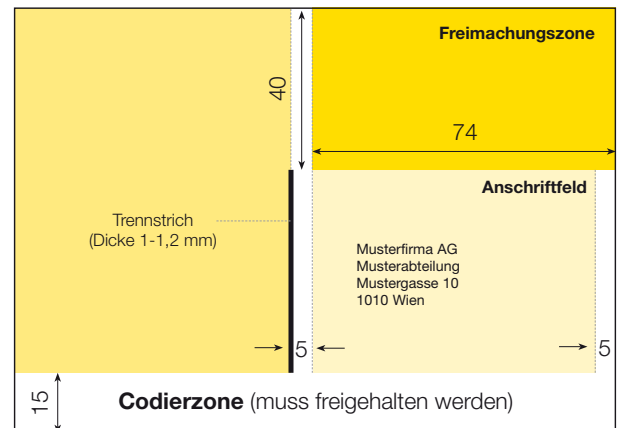 Freimachungszone
40
74
Anschriftfeld
Trennstrich
(Dicke 1-1,2 mm)
Musterfirma AG
Musterabteilung
Mustergasse 10
1010 Wien
5
5
15
Codierzone (muss freigehalten werden)